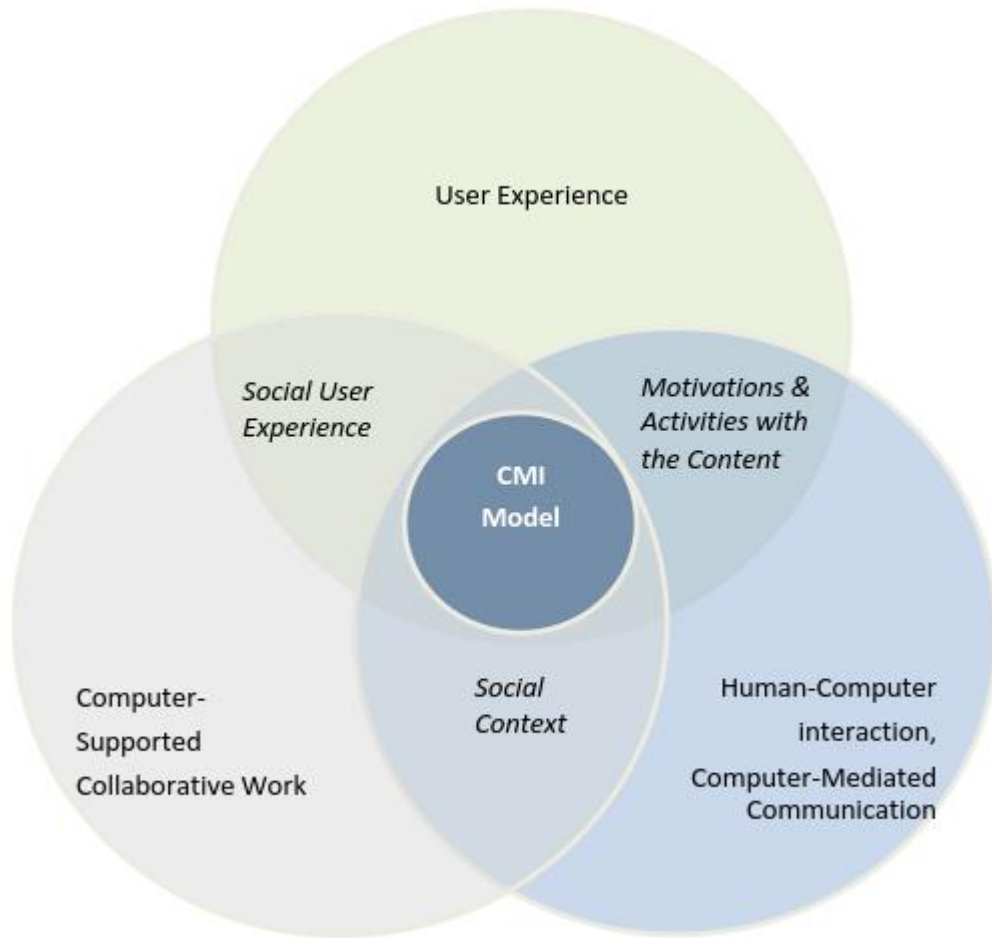 User Experience
Social User
Experience
Motivations &
Activities with
the Content
CMI
Model
Social
Context
Computer-
Supported
Collaborative Work
Human-Computer
interaction,
Computer-Mediated
Communication